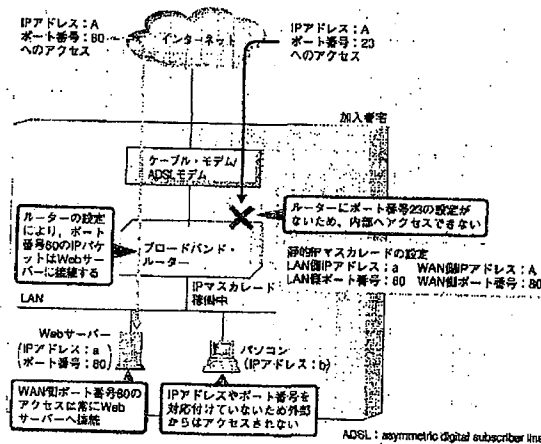 IPアドレス:A
ポート番号:80
へのアクセス
インターネット
IPアドレス:A
ポート番号:23
へのアクセス
加入者宅
ケーブル・モデム/
ADSLモデム
ルーターにポート番号23の設定が
ないため、内部へアクセスできない
ルーターの設定
により,ポート
番号80のIPパケ
ットはWebサー
バーに接続する
ブロードバンド・
ルーター
静的IPマスカレードの設定
LAN側IPアドレス:a WAN側IPアドレス:A
LAN側ポート番号:80 WAN側ポート番号:80
IPマスカレード
稼働中
LAN
Webサーバー
(IPアドレス:a
ポート番号:80)
パソコン
(IPアドレス:b)
WAN側ポート番号80の
アクセスは常にWeb
サーバーへ接続
IPアドレスやポート番号を
対応付けていないため外部
からはアクセスされない
ADSL:asymmetric digital subscriber line